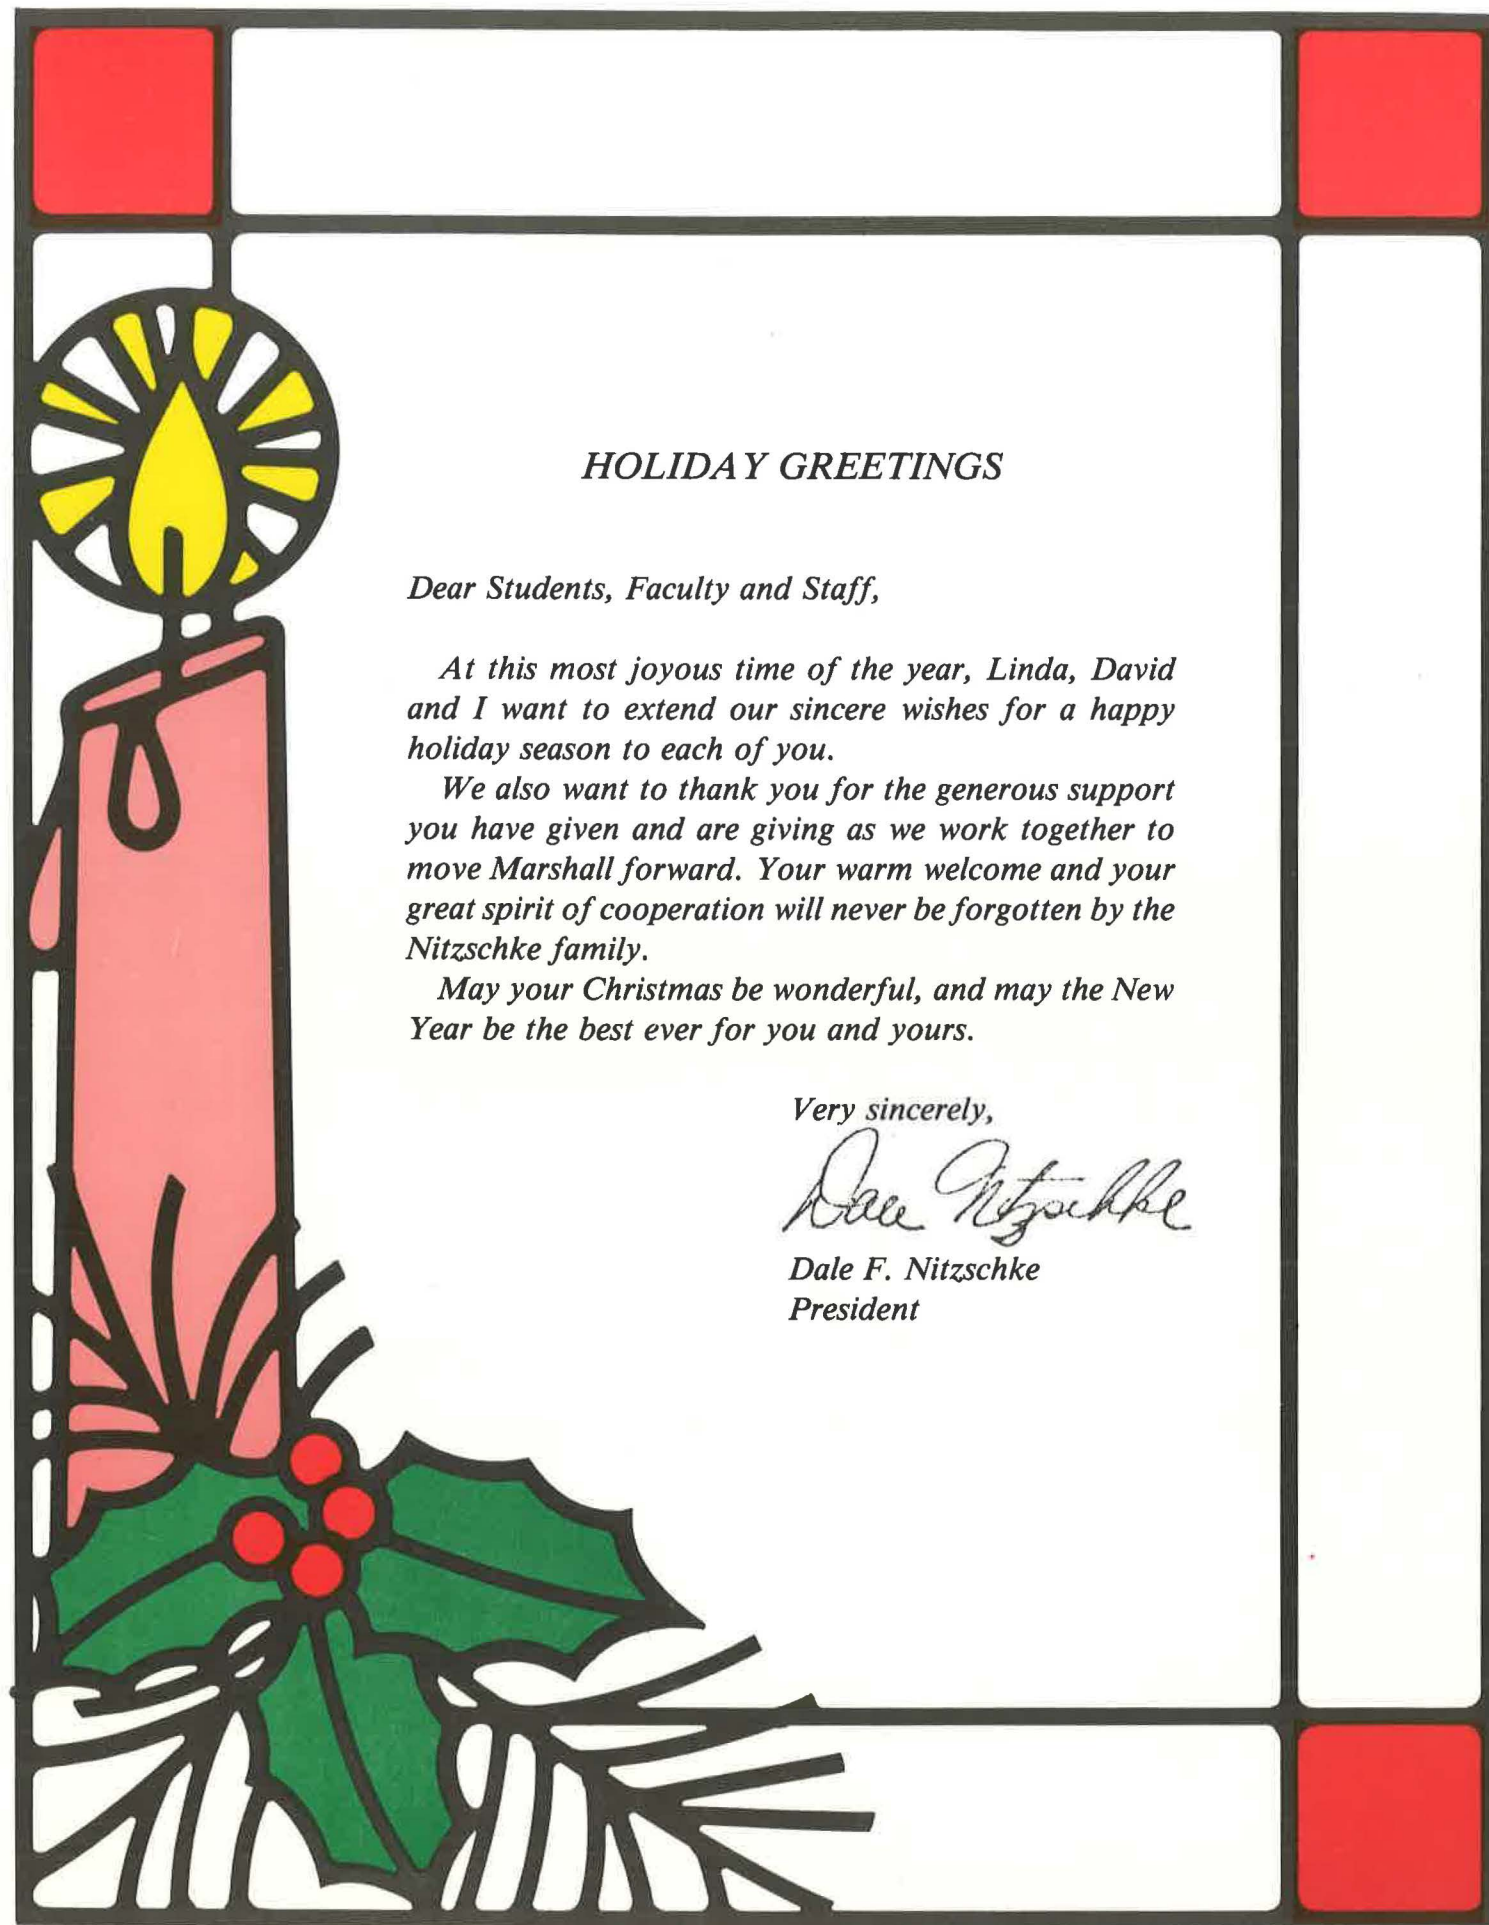 HOLIDAY GREETINGS
Dear Students, Faculty and Staff,
At this most joyous time of the year, Linda, David
and I want to extend our sincere wishes for a happy
holiday season to each of you.
We also want to thank you for the generous support
you have given and are giving as we work together to
move Marshall forward. Your warm welcome and your
great spirit of cooperation will never be forgotten by the
Nitzschke family.
May your Christmas be wonderful, and may the New
Year be the best ever for you and yours.
Very sincerely,
Dale Nitzschke
Dale F. Nitzschke
President